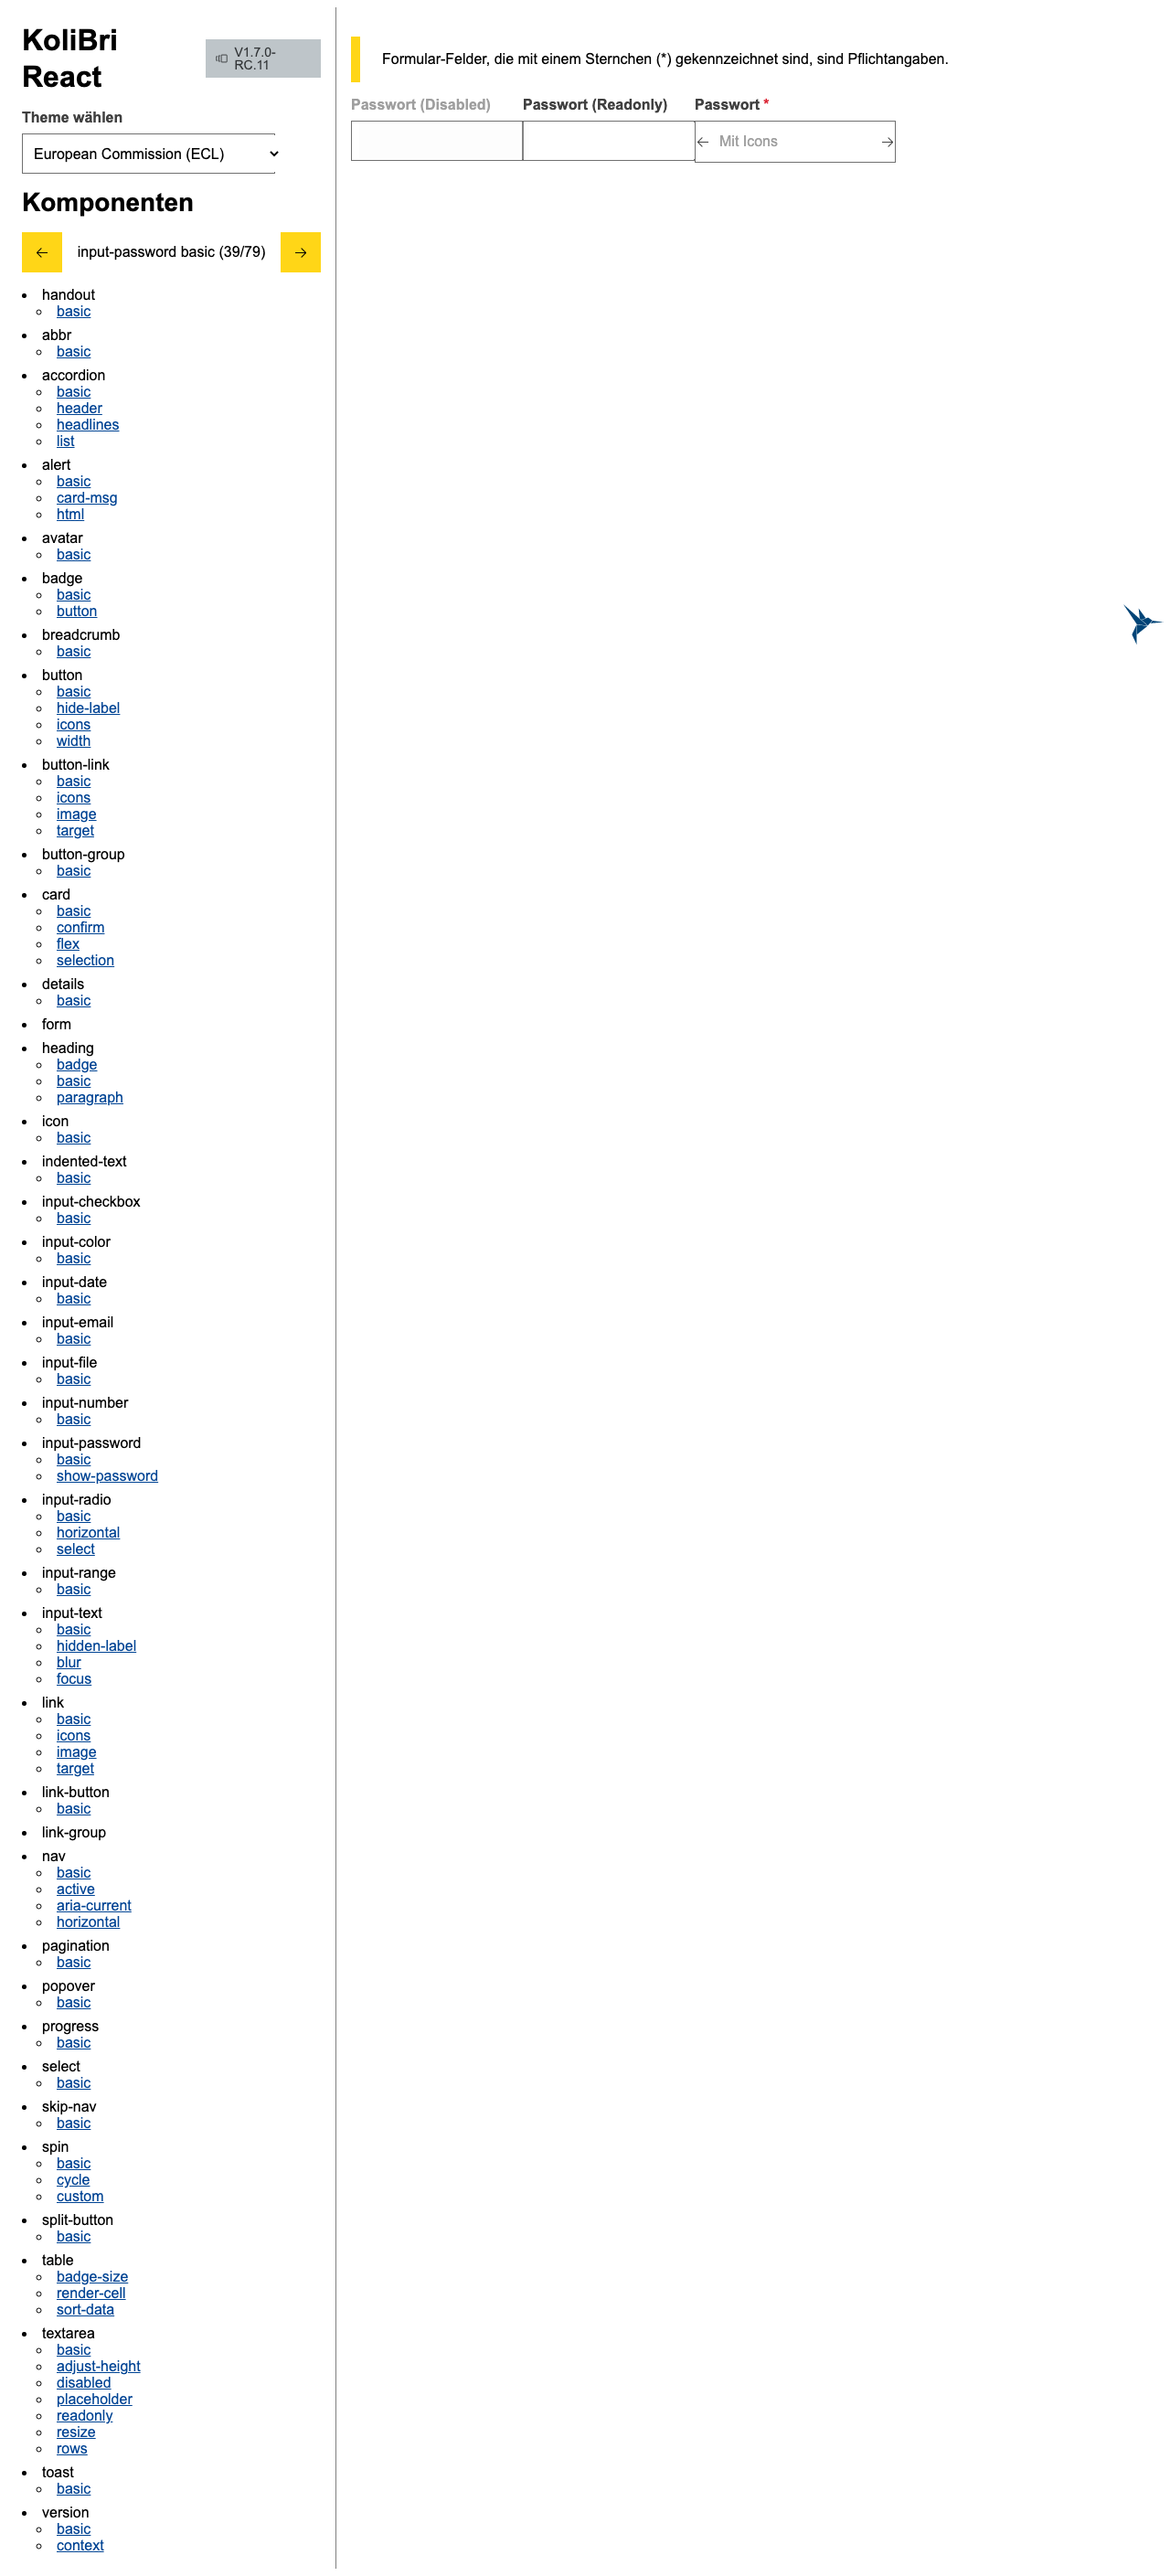 KoliBri
React
V1.7.0-
RC.11
Theme wählen
European Commission (ECL)
Komponenten
input-password basic (39/79)
handout
basic
abbr
basic
accordion
basic
header
headlines
list
alert
basic
card-msg
html
avatar
basic
badge
basic
button
breadcrumb
basic
button
basic
hide-label
icons
width
button-link
basic
icons
image
target
button-group
basic
card
basic
confirm
flex
selection
details
basic
form
heading
badge
basic
paragraph
icon
basic
indented-text
basic
input-checkbox
basic
input-color
basic
input-date
basic
input-email
basic
input-file
basic
input-number
basic
input-password
basic
show-password
input-radio
basic
horizontal
select
input-range
basic
input-text
basic
hidden-label
blur
focus
link
basic
icons
image
target
link-button
basic
link-group
nav
basic
active
aria-current
horizontal
pagination
basic
popover
basic
progress
basic
select
basic
skip-nav
basic
spin
basic
cycle
custom
split-button
basic
table
badge-size
render-cell
sort-data
textarea
basic
adjust-height
disabled
placeholder
readonly
resize
rows
toast
basic
version
basic
context
Formular-Felder, die mit einem Sternchen (*) gekennzeichnet sind, sind Pflichtangaben.
Passwort (Disabled) Passwort (Readonly) Passwort *
Mit Icons